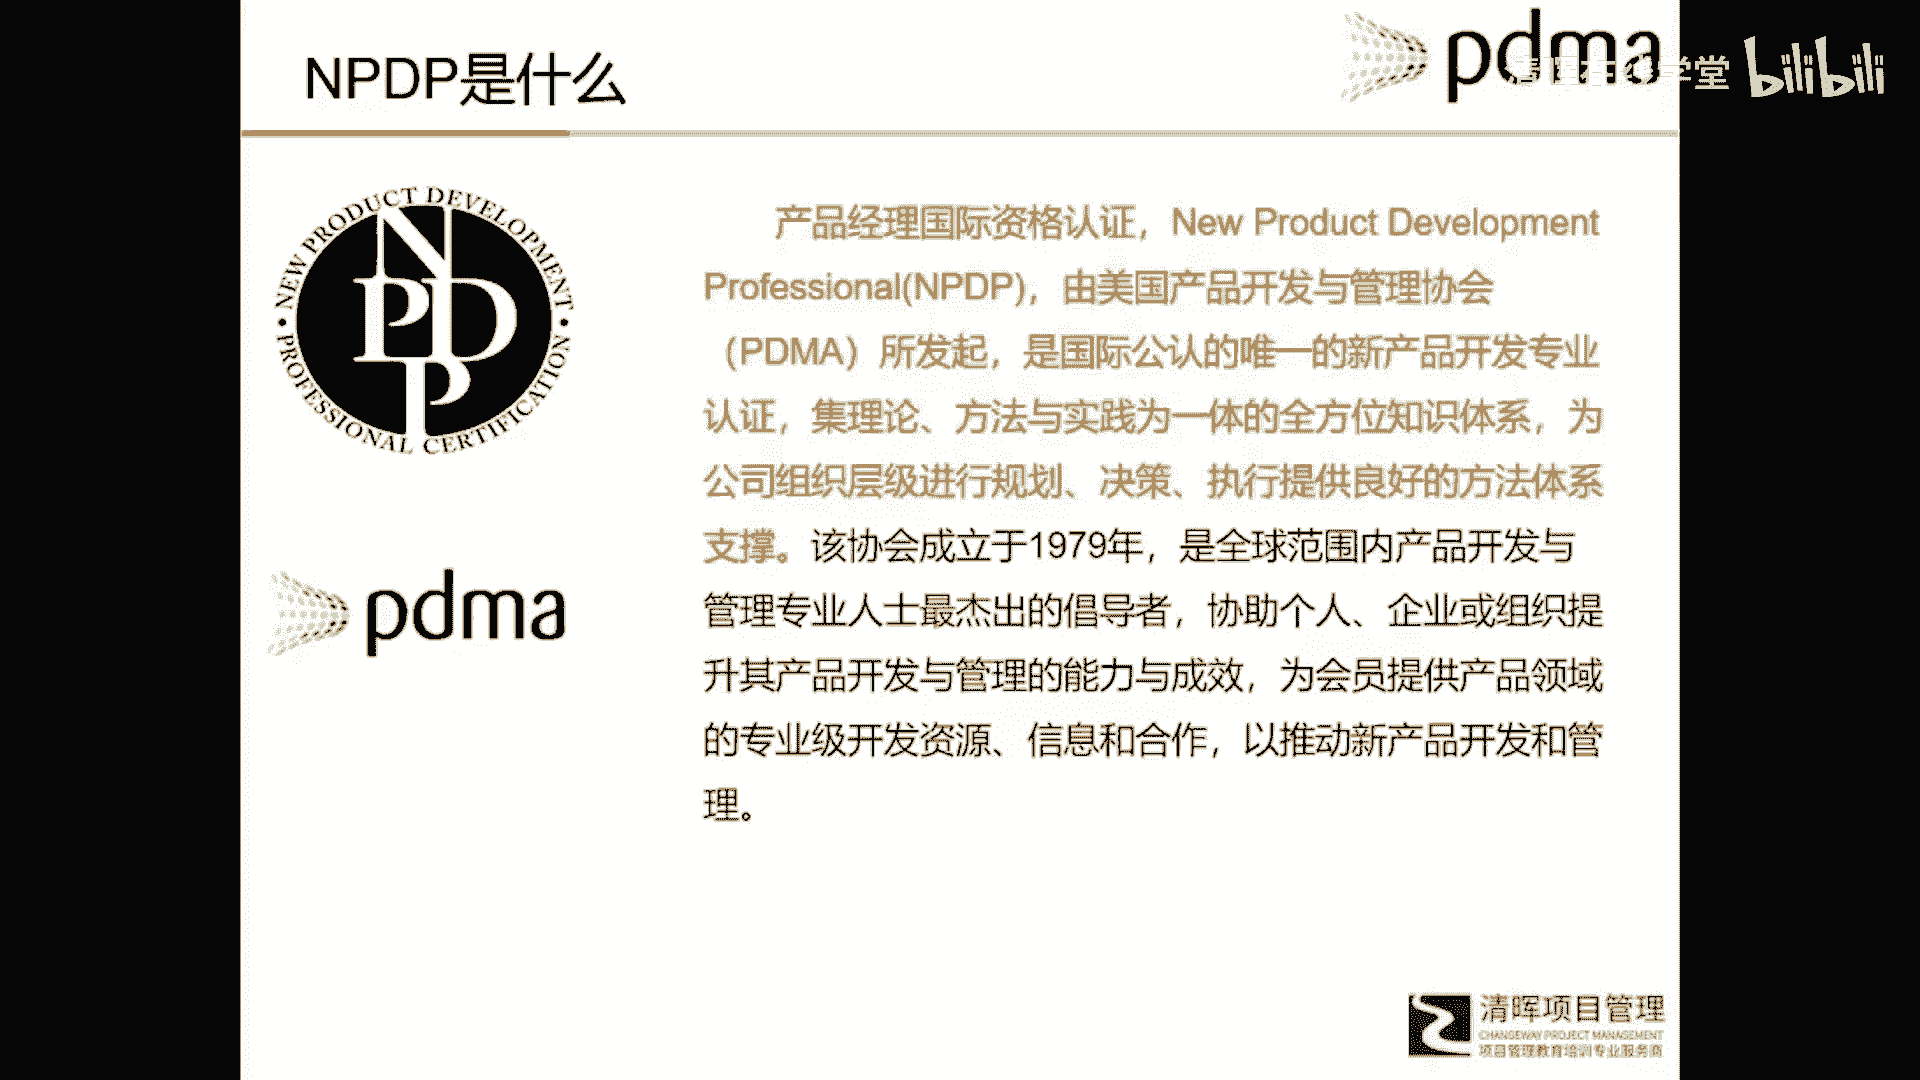 NPDP是什么
pdma
清晖在线学堂 bilibili
NEW PRODUCT DEVELOPMENT
NPDP
PROFESSIONAL CERTIFICATION
pdma
产品经理国际资格认证，New Product Development
Professional(NPDP)，由美国产品开发与管理协会
（PDMA）所发起，是国际公认的唯一的新产品开发专业
认证，集理论、方法与实践为一体的全方位知识体系，为
公司组织层级进行规划、决策、执行提供良好的方法体系
支撑。该协会成立于1979年，是全球范围内产品开发与
管理专业人士最杰出的倡导者，协助个人、企业或组织提
升其产品开发与管理的能力与成效，为会员提供产品领域
的专业级开发资源、信息和合作，以推动新产品开发和管
理。
清晖项目管理
CHANGEWAY PROJECT MANAGEMENT
项目管理教育培训专业服务商